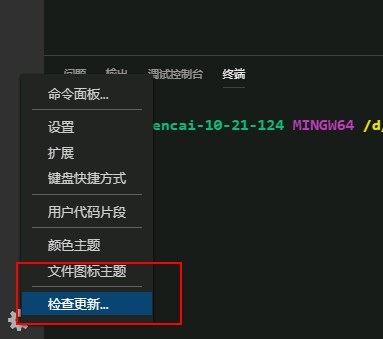 问题 输出 调试控制台 终端
命令面板...
encai-10-21-124 MINGW64 /d/
设置
扩展
键盘快捷方式
用户代码片段
颜色主题
文件图标主题
检查更新...